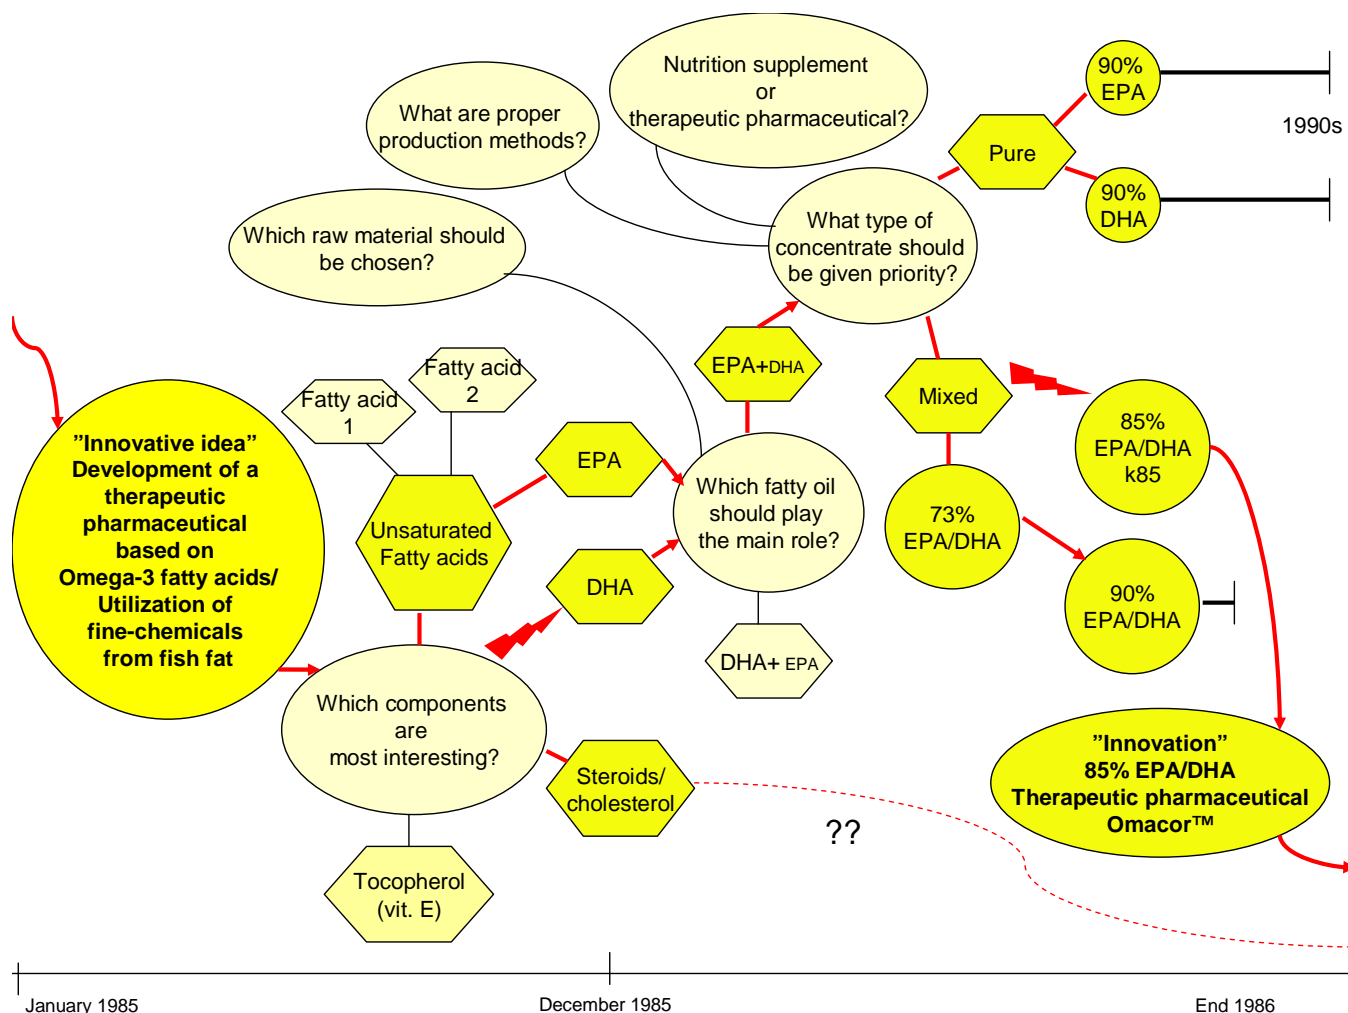 Nutrition supplement
or
therapeutic pharmaceutical?
90%
EPA
What are proper
production methods?
1990s
Pure
90%
DHA
Which raw material should
be chosen?
What type of
concentrate should
be given priority?
EPA+DHA
Fatty acid
2
Fatty acid
1
Mixed
85%
EPA/DHA
k85
"Innovative idea"
Development of a
therapeutic
pharmaceutical
based on
Omega-3 fatty acids/
Utilization of
fine-chemicals
from fish fat
EPA
Unsaturated
Fatty acids
Which fatty oil
should play
the main role?
73%
EPA/DHA
DHA
90%
EPA/DHA
DHA+ EPA
Which components
are
most interesting?
Steroids/
cholesterol
"Innovation"
85% EPA/DHA
Therapeutic pharmaceutical
Omacor™
??
Tocopherol
(vit. E)
January 1985
December 1985
End 1986